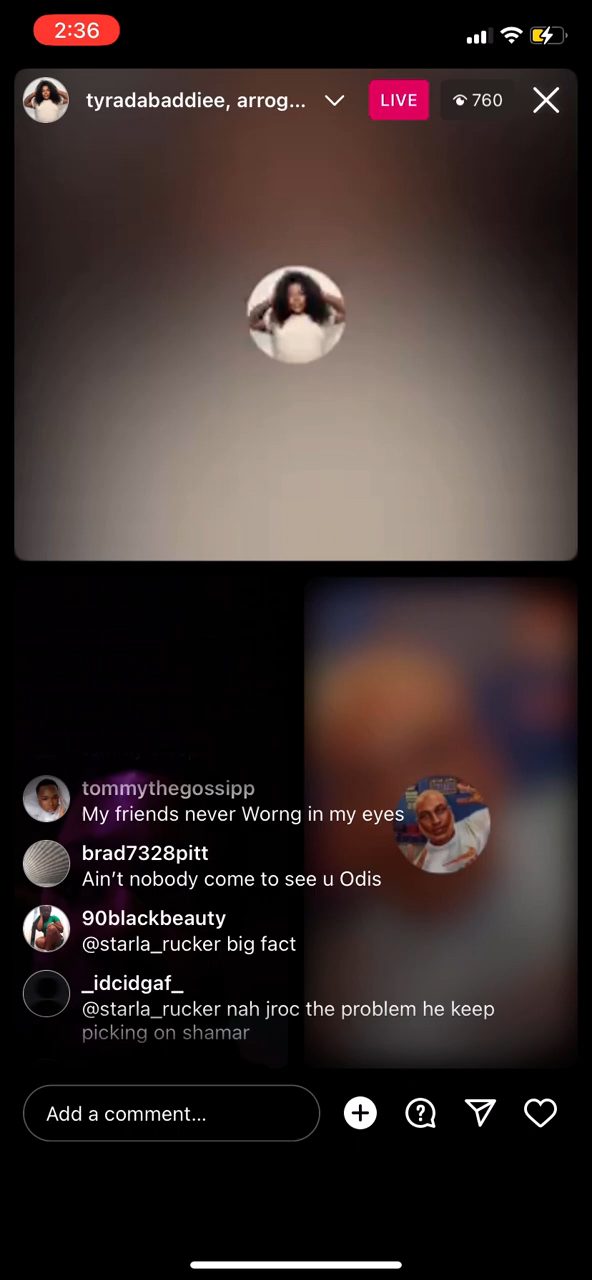 2:36
tyradabaddiee, arrog...
LIVE
760
tommythegossipp
My friends never Worng in my eyes
brad7328pitt
Ain't nobody come to see u Odis
90blackbeauty
@starla_rucker big fact
_idcidgaf_
@starla_rucker nah jroc the problem he keep
picking on shamar
Add a comment...